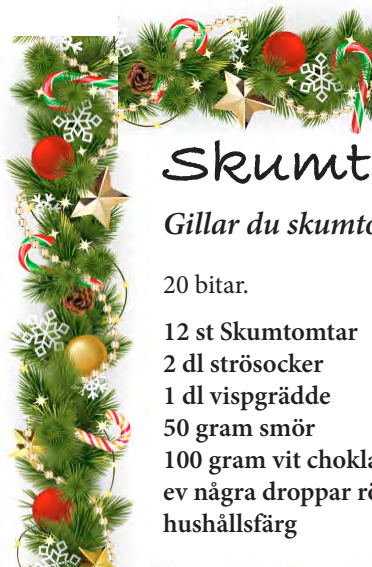 Skumt
Gillar du skumto
20 bitar.
12 st Skumtomtar
2 dl strösocker
1 dl vispgrädde
50 gram smör
100 gram vit chokla
ev några droppar rö
hushållsfärg